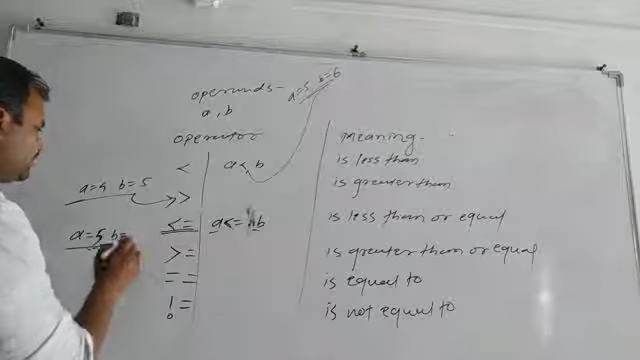 operands- a=5, b=6
a, b
operator Meaning-
< a<b is less than
a=4 b=5 >> is greater than
<= a<= b is less than or equal
a=5 b=
>= is greater than or equal
== is equal to
!= is not equal to